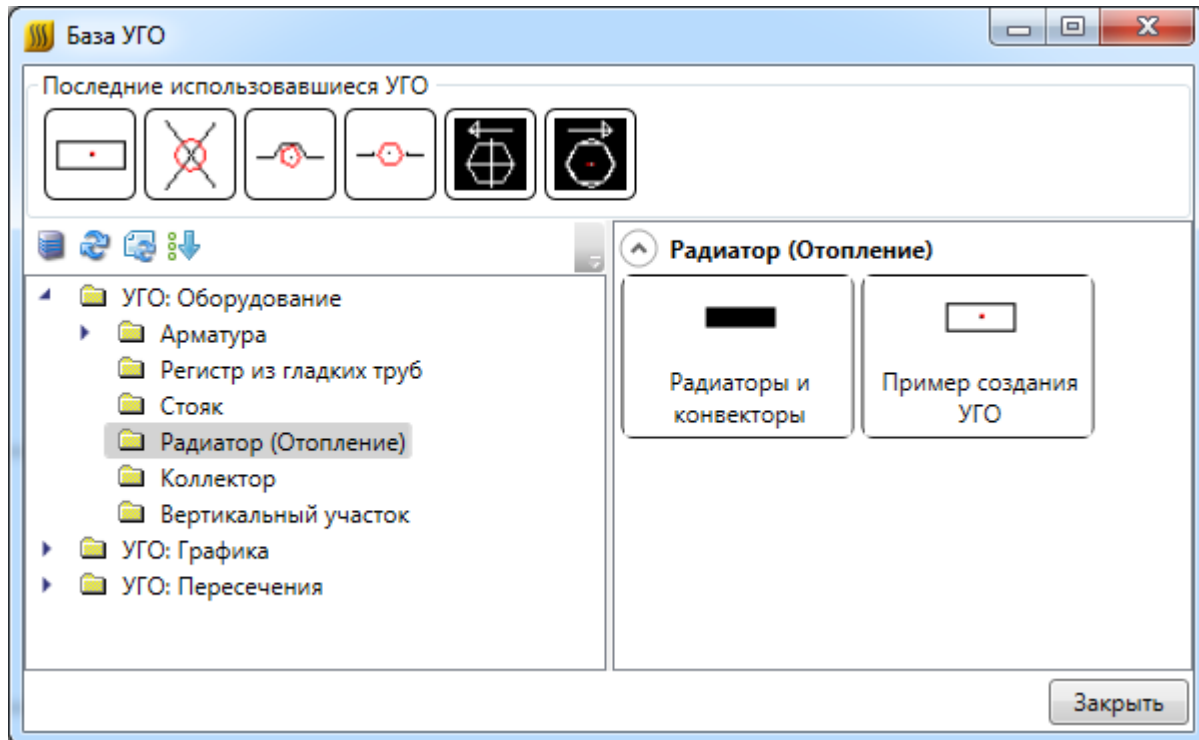 База УГО
Последние использовавшиеся УГО
УГО: Оборудование
Арматура
Регистр из гладких труб
Стояк
Радиатор (Отопление)
Коллектор
Вертикальный участок
УГО: Графика
УГО: Пересечения
Радиатор (Отопление)
Радиаторы и
конвекторы
Пример создания
УГО
Закрыть